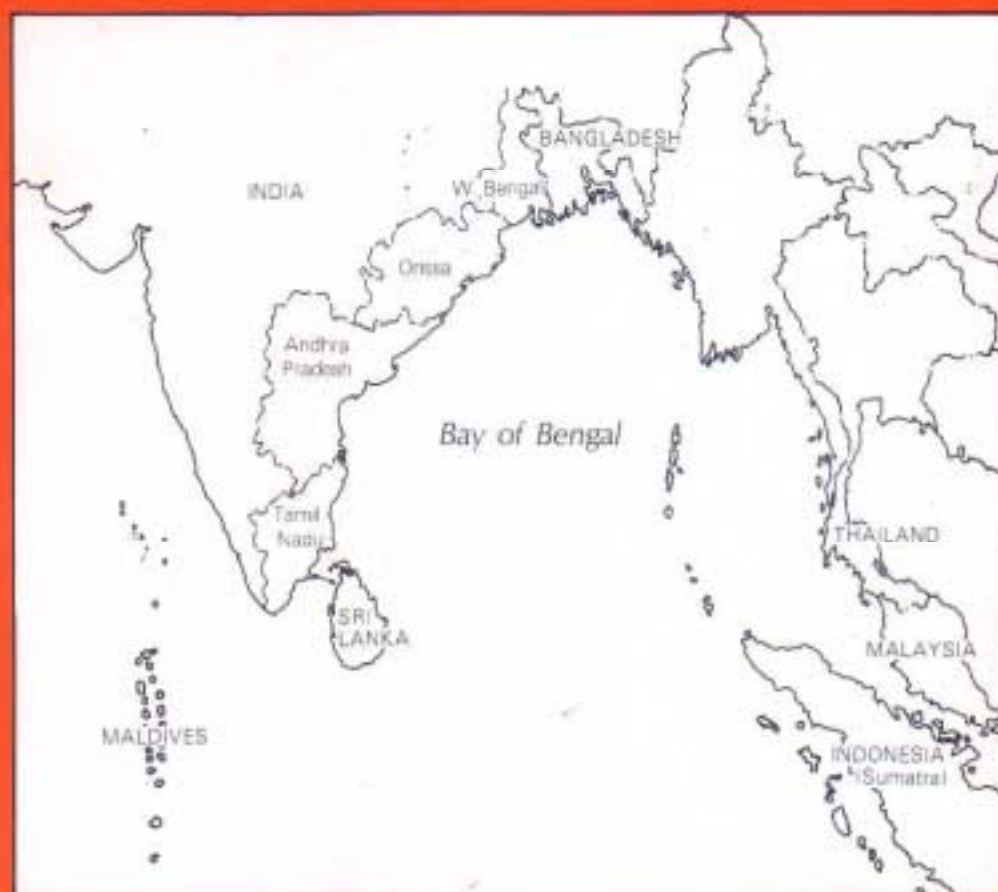 BANGLADESH
INDIA
W. Bengal
Orissa
Andhra
Pradesh
Bay of Bengal
Tamil
Nadu
THAILAND
SRI
LANKA
MALAYSIA
MALDIVES
INDONESIA
(Sumatra)